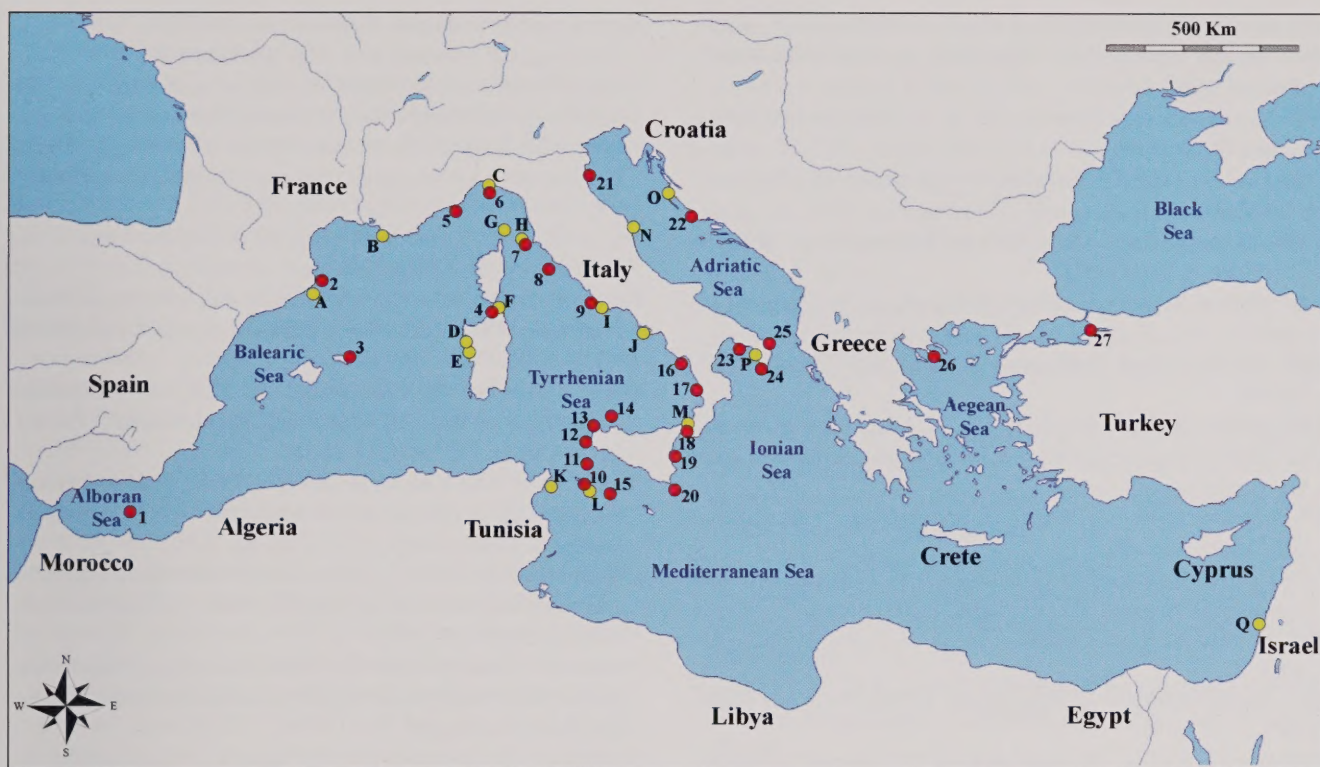 500 Km
Croatia
C
France
21
6
O
5
G
H
22
Black
Sea
B
7
N
Italy
Adriatic
Sea
2
8
A
F
9
I
4
D
J
25
27
3
Greece
Balearic
Sea
E
23
P
26
16
24
Spain
Tyrrhenian
Sea
17
Aegean
Sea
14
M
Turkey
13
12
18
Ionian
Sea
11
19
K
10
15
20
L
Alboran
Sea
1
Algeria
Tunisia
Morocco
Crete
Mediterranean Sea
Cyprus
Q
Israel
N
W
E
S
Libya
Egypt